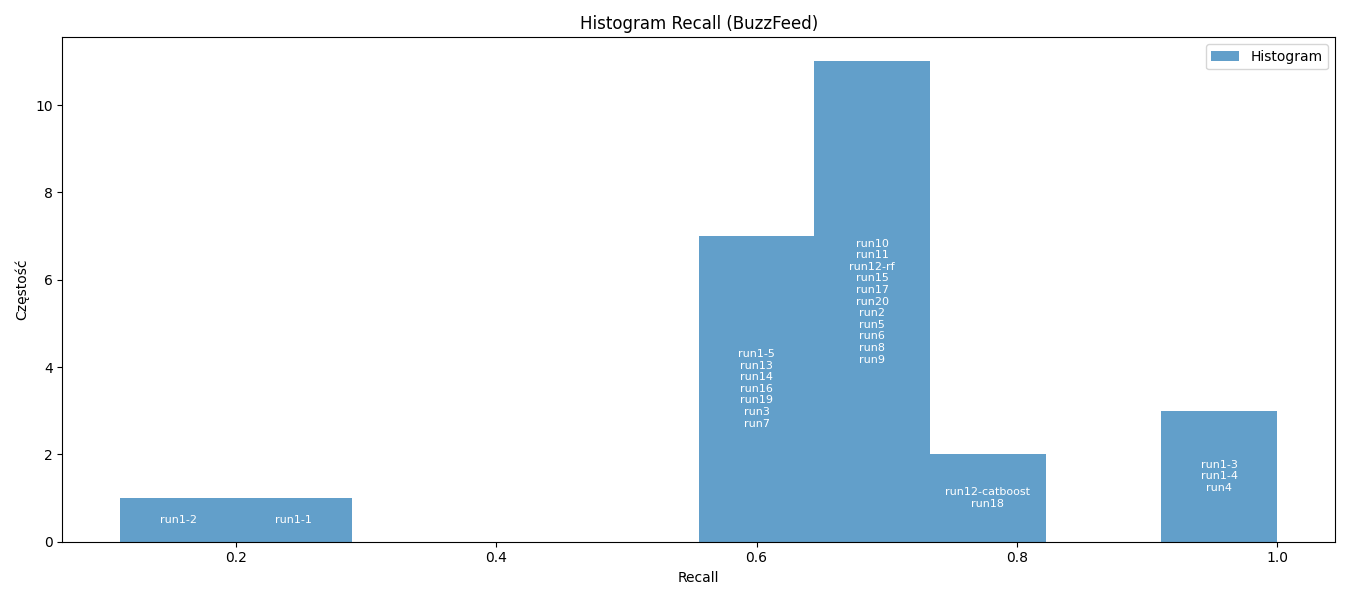 Histogram Recall (BuzzFeed)
Histogram
Częstość
10
8
6
4
2
0
run1-2
run1-1
run1-5
run13
run14
run16
run19
run3
run7
run10
run11
run12-rf
run15
run17
run20
run2
run5
run6
run8
run9
run12-catboost
run18
run1-3
run1-4
run4
0.2
0.4
0.6
0.8
1.0
Recall